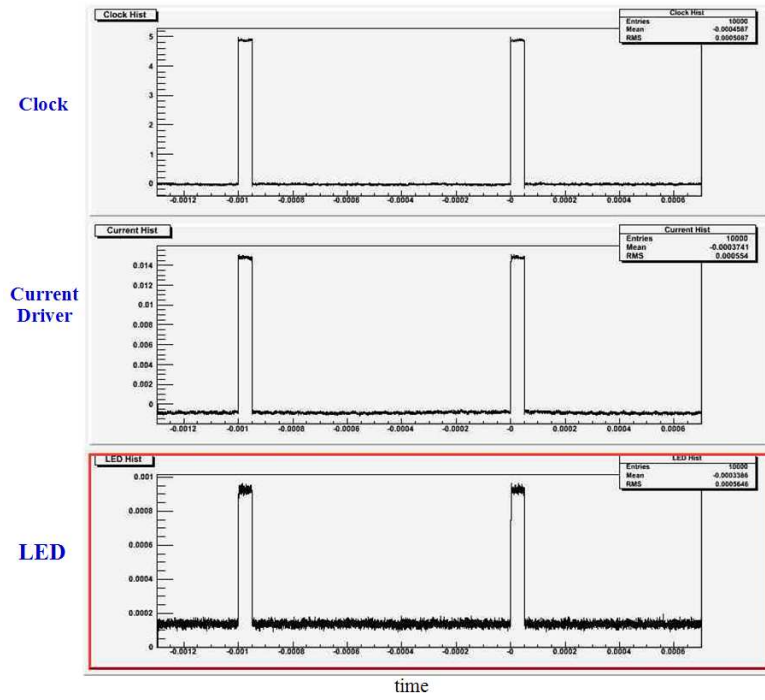 Clock Hist
Clock Hist
Entries 10000
Mean -0.0004587
RMS 0.0005087
5
4
3
2
1
0
-0.0012 -0.001 -0.0008 -0.0006 -0.0004 -0.0002 -0 0.0002 0.0004 0.0006
Clock
Current Hist
Current Hist
Entries 10000
Mean -0.0003741
RMS 0.000554
0.014
0.012
0.01
0.008
0.006
0.004
0.002
0
-0.0012 -0.001 -0.0008 -0.0006 -0.0004 -0.0002 -0 0.0002 0.0004 0.0006
Current
Driver
LED Hist
LED Hist
Entries 10000
Mean -0.0003386
RMS 0.0005646
0.001
0.0008
0.0006
0.0004
0.0002
0
-0.0012 -0.001 -0.0008 -0.0006 -0.0004 -0.0002 -0 0.0002 0.0004 0.0006
LED
time